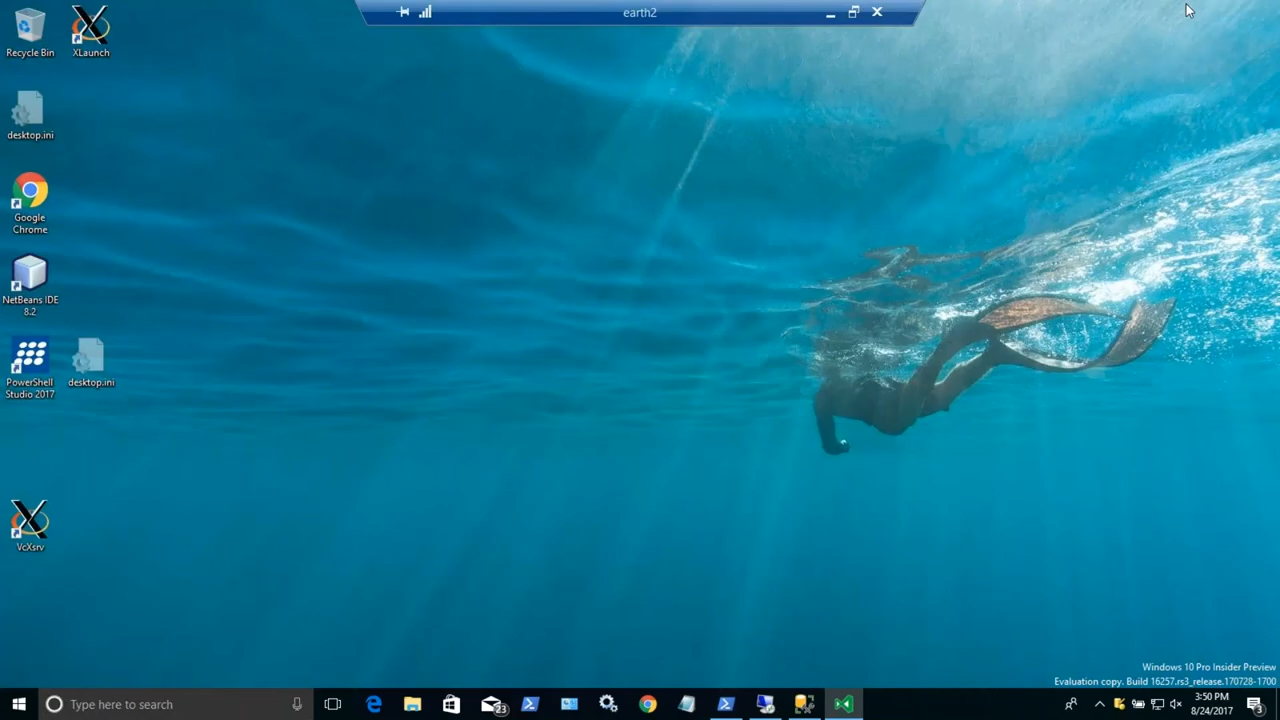 earth2
Recycle Bin
XLaunch
desktop.ini
Google
Chrome
NetBeans IDE
8.2
PowerShell
Studio 2017
desktop.ini
VcXsrv
Windows 10 Pro Insider Preview
Evaluation copy. Build 16257.rs3_release.170728-1700
Type here to search
23
3:50 PM
8/24/2017
3